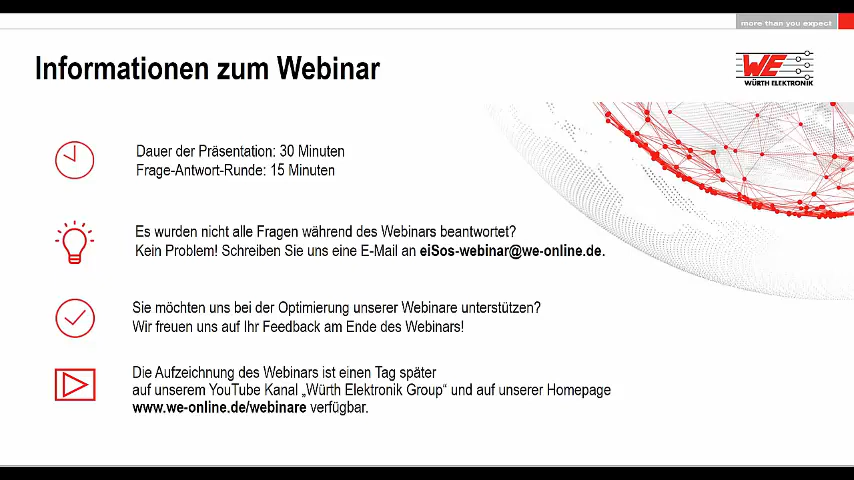 more than you expect
Informationen zum Webinar
WE
WÜRTH ELEKTRONIK
Dauer der Präsentation: 30 Minuten
Frage-Antwort-Runde: 15 Minuten
Es wurden nicht alle Fragen während des Webinars beantwortet?
Kein Problem! Schreiben Sie uns eine E-Mail an eiSos-webinar@we-online.de.
Sie möchten uns bei der Optimierung unserer Webinare unterstützen?
Wir freuen uns auf Ihr Feedback am Ende des Webinars!
Die Aufzeichnung des Webinars ist einen Tag später
auf unserem YouTube Kanal „Würth Elektronik Group“ und auf unserer Homepage
www.we-online.de/webinare verfügbar.